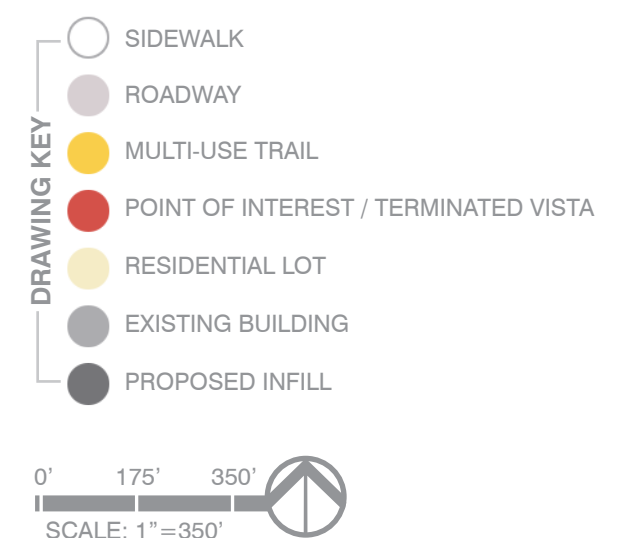 DRAWING KEY
SIDEWALK
ROADWAY
MULTI-USE TRAIL
POINT OF INTEREST / TERMINATED VISTA
RESIDENTIAL LOT
EXISTING BUILDING
PROPOSED INFILL
0' 175' 350'
SCALE: 1"=350'